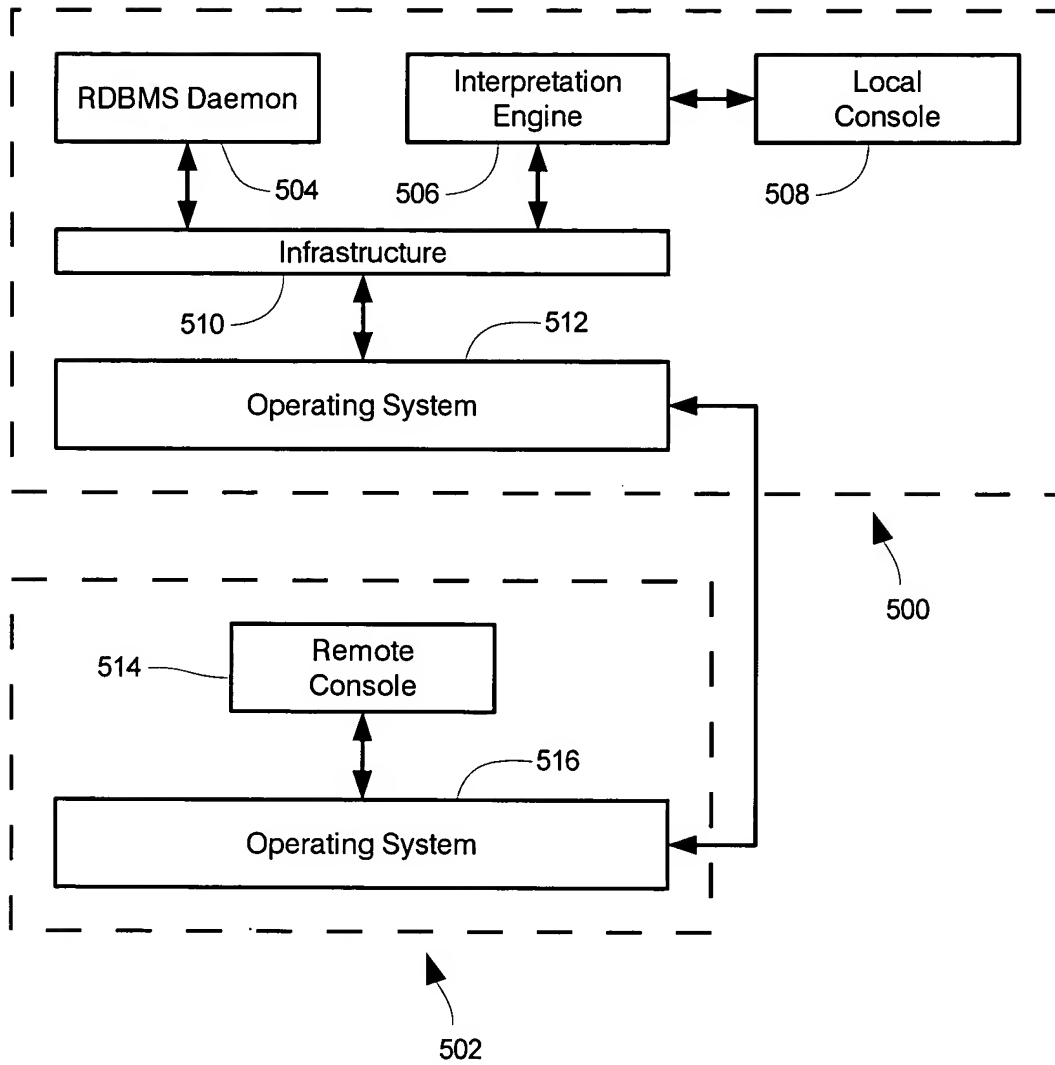 RDBMS Daemon
Interpretation
Engine
Local
Console
504
506
508
Infrastructure
510
512
Operating System
500
514
Remote
Console
516
Operating System
502